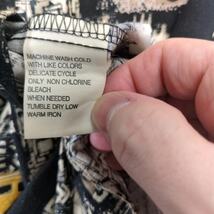 MACHINE WASH COLD
WITH LIKE COLORS
DELICATE CYCLE
ONLY NON CHLORINE
BLEACH
WHEN NEEDED
TUMBLE DRY LOW
WARM IRON